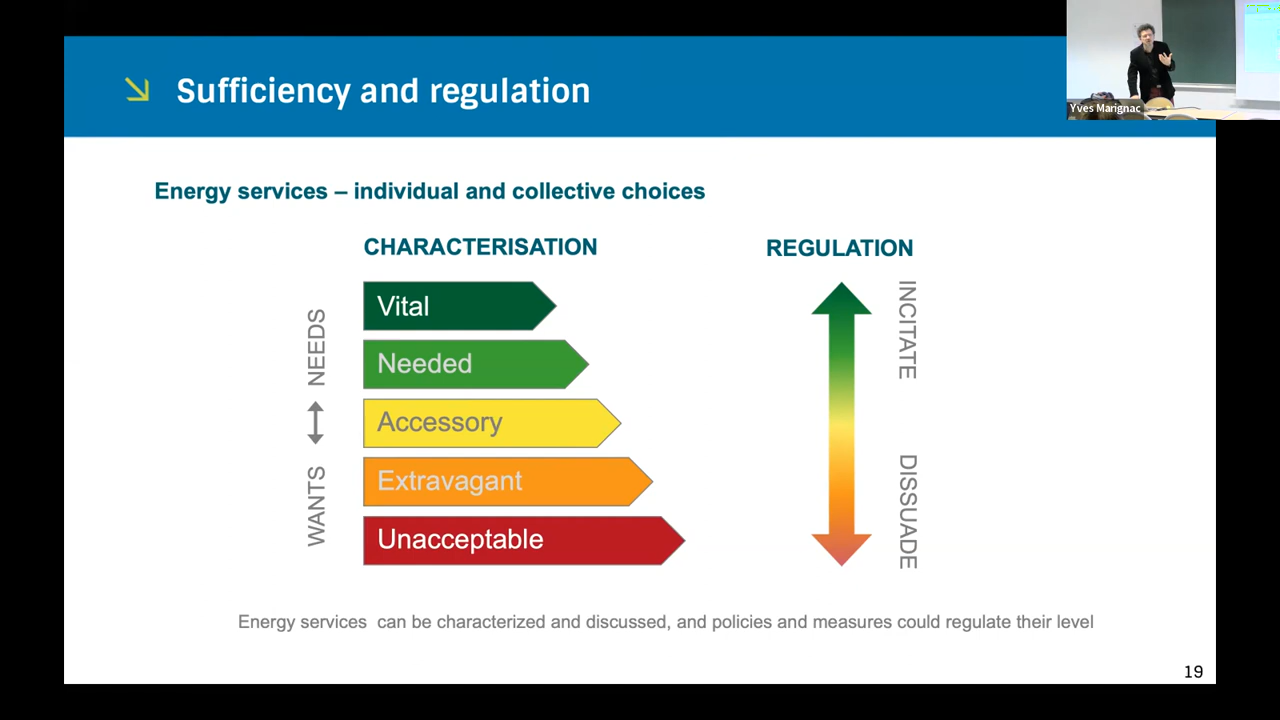 Sufficiency and regulation
Yves Marignac
Energy services – individual and collective choices
CHARACTERISATION
REGULATION
NEEDS
WANTS
Vital
Needed
Accessory
Extravagant
Unacceptable
INCITATE
DISSUADE
Energy services  can be characterized and discussed, and policies and measures could regulate their level
19